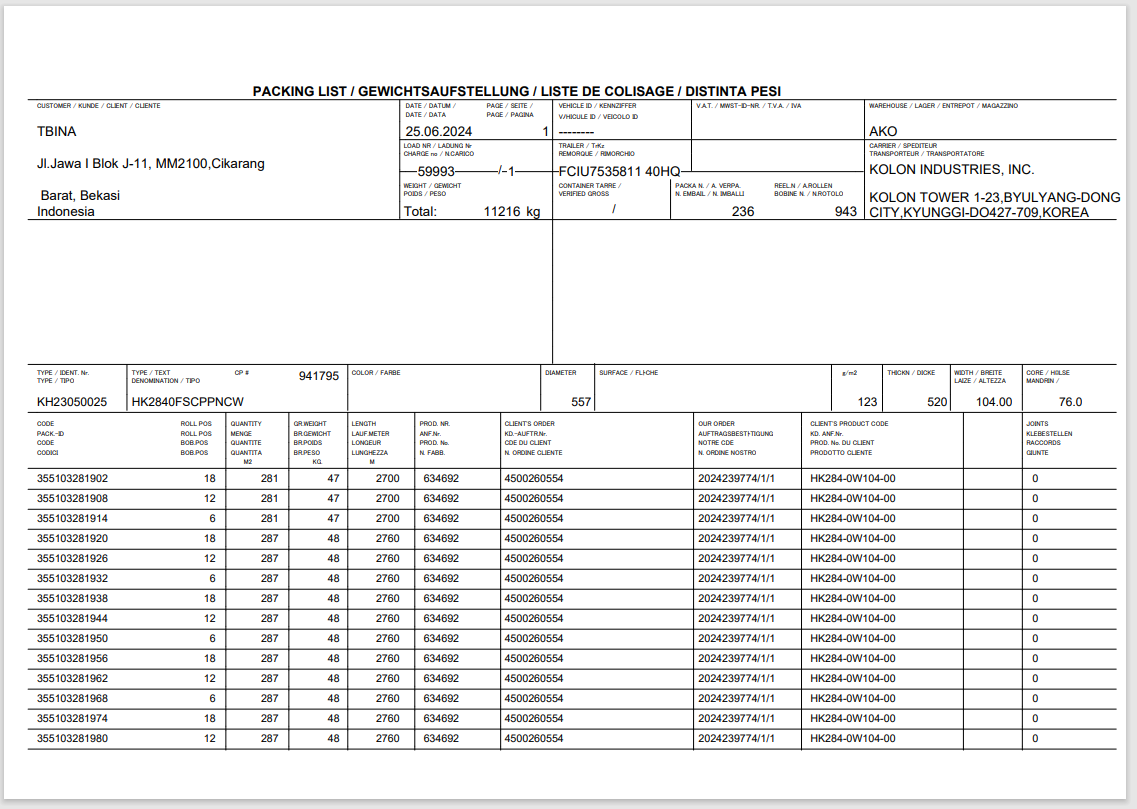 PACKING LIST / GEWICHTSAUFSTELLUNG / LISTE DE COLISAGE / DISTINTA PESI
CUSTOMER / KUNDE / CLIENT / CLIENTE
TBINA
Jl.Jawa I Blok J-11, MM2100,Cikarang
Barat, Bekasi
Indonesia
DATE / DATUM / PAGE / SEITE /
DATE / DATA PAGE / PAGINA
25.06.2024 1
LOAD NR / LADUNG Nr
CHARGE no / N.CARICO
59993 /-1
WEIGHT / GEWICHT
POIDS / PESO
Total: 11216 kg
VEHICLE ID / KENNZIFFER
V/HICULE ID / VEICOLO ID
--------
TRAILER / TrKz
REMORQUE / RIMORCHIO
FCIU7535811 40HQ
CONTAINER TARRE /
VERIFIED GROSS
/
V.A.T. / MWST-ID-NR. / T.V.A. / IVA
PACKA N. / A. VERPA.
N. EMBAIL. / N. IMBALLI
236
REEL.N / A.ROLLEN
BOBINE N. / N.ROTOLO
943
WAREHOUSE / LAGER / ENTREPOT / MAGAZZINO
AKO
CARRIER / SPEDITEUR
TRANSPORTEUR / TRANSPORTATORE
KOLON INDUSTRIES, INC.
KOLON TOWER 1-23,BYULYANG-DONG
CITY,KYUNGGI-DO427-709,KOREA
TYPE / IDENT. Nr.
TYPE / TIPO
KH23050025
TYPE / TEXT CP # 941795
DENOMINATION / TIPO
HK2840FSCPPNCW
COLOR / FARBE
DIAMETER
557
SURFACE / FLI-CHE
g/m2
123
THICKN / DICKE
520
WIDTH / BREITE
LAIZE / ALTEZZA
104.00
CORE / HØLSE
MANDRIN /
76.0
CODE
PACK.-ID
CODE
CODICI
ROLL POS
ROLL POS
BOB.POS
BOB.POS
QUANTITY
MENGE
QUANTITE
QUANTITA
M2
GR.WEIGHT
BR.GEWICHT
BR.POIDS
BR.PESO
KG.
LENGTH
LAUF.METER
LONGEUR
LUNGHEZZA
M
PROD. NR.
ANF.Nr.
PROD. No.
N. FABB.
CLIENT'S ORDER
KD.-AUFTR.Nr.
CDE DU CLIENT
N. ORDINE CLIENTE
OUR ORDER
AUFTRAGSBEST-TIGUNG
NOTRE CDE
N. ORDINE NOSTRO
CLIENT'S PRODUCT CODE
KD. ANF.Nr.
PROD. No. DU CLIENT
PRODOTTO CLIENTE
JOINTS
KLEBESTELLEN
RACCORDS
GIUNTE
355103281902 18 281 47 2700 634692 4500260554 2024239774/1/1 HK284-0W104-00 0
355103281908 12 281 47 2700 634692 4500260554 2024239774/1/1 HK284-0W104-00 0
355103281914 6 281 47 2700 634692 4500260554 2024239774/1/1 HK284-0W104-00 0
355103281920 18 287 48 2760 634692 4500260554 2024239774/1/1 HK284-0W104-00 0
355103281926 12 287 48 2760 634692 4500260554 2024239774/1/1 HK284-0W104-00 0
355103281932 6 287 48 2760 634692 4500260554 2024239774/1/1 HK284-0W104-00 0
355103281938 18 287 48 2760 634692 4500260554 2024239774/1/1 HK284-0W104-00 0
355103281944 12 287 48 2760 634692 4500260554 2024239774/1/1 HK284-0W104-00 0
355103281950 6 287 48 2760 634692 4500260554 2024239774/1/1 HK284-0W104-00 0
355103281956 18 287 48 2760 634692 4500260554 2024239774/1/1 HK284-0W104-00 0
355103281962 12 287 48 2760 634692 4500260554 2024239774/1/1 HK284-0W104-00 0
355103281968 6 287 48 2760 634692 4500260554 2024239774/1/1 HK284-0W104-00 0
355103281974 18 287 48 2760 634692 4500260554 2024239774/1/1 HK284-0W104-00 0
355103281980 12 287 48 2760 634692 4500260554 2024239774/1/1 HK284-0W104-00 0